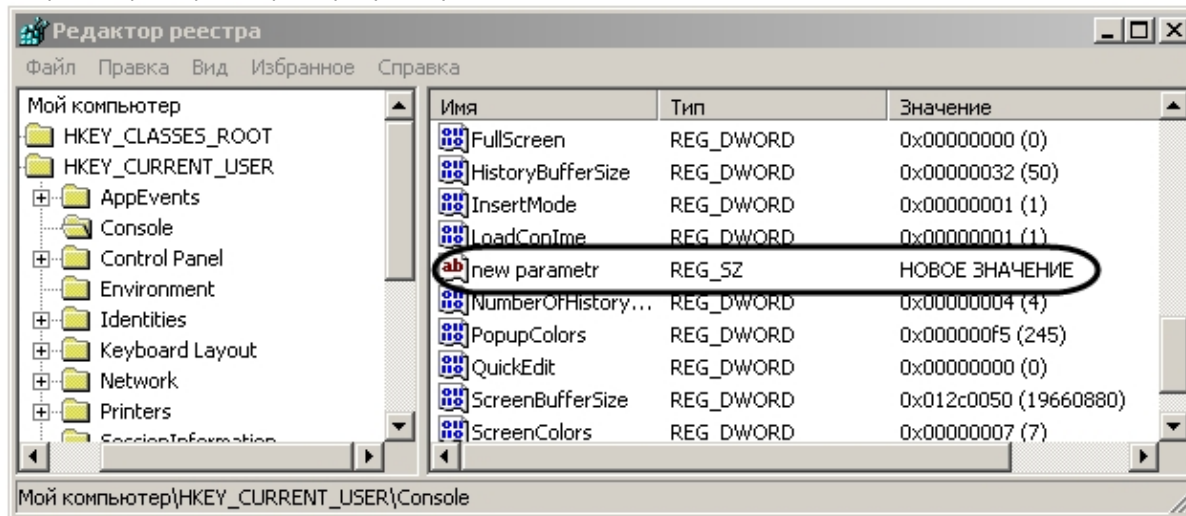 Редактор реестра
Файл Правка Вид Избранное Справка
Мой компьютер
HKEY_CLASSES_ROOT
HKEY_CURRENT_USER
AppEvents
Console
Control Panel
Environment
Identities
Keyboard Layout
Network
Printers
SessionInformation
Имя Тип Значение
FullScreen REG_DWORD 0x00000000 (0)
HistoryBufferSize REG_DWORD 0x00000032 (50)
InsertMode REG_DWORD 0x00000001 (1)
LoadConIme REG_DWORD 0x00000001 (1)
new parametr REG_SZ НОВОЕ ЗНАЧЕНИЕ
NumberOfHistory... REG_DWORD 0x00000004 (4)
PopupColors REG_DWORD 0x000000f5 (245)
QuickEdit REG_DWORD 0x00000000 (0)
ScreenBufferSize REG_DWORD 0x012c0050 (19660880)
ScreenColors REG_DWORD 0x00000007 (7)
Мой компьютер\HKEY_CURRENT_USER\Console